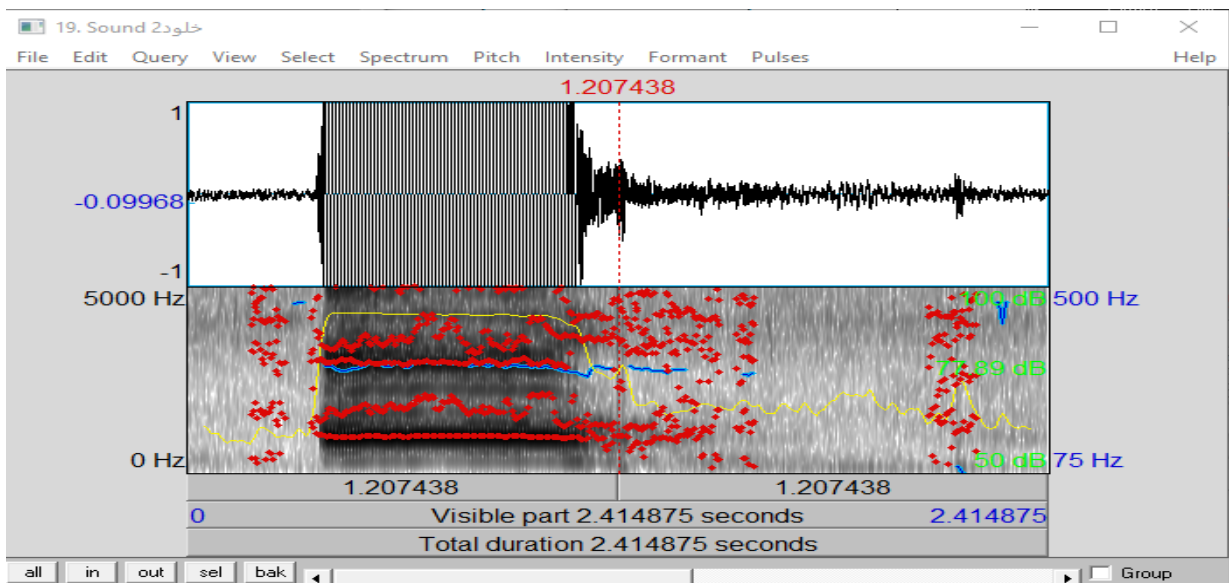 19. Sound 2خلود
File Edit Query View Select Spectrum Pitch Intensity Formant Pulses Help
1.207438
1
-0.09968
-1
5000 Hz 100 dB 500 Hz
77.89 dB
0 Hz 50 dB 75 Hz
1.207438 1.207438
0 Visible part 2.414875 seconds 2.414875
Total duration 2.414875 seconds
all in out sel bak Group